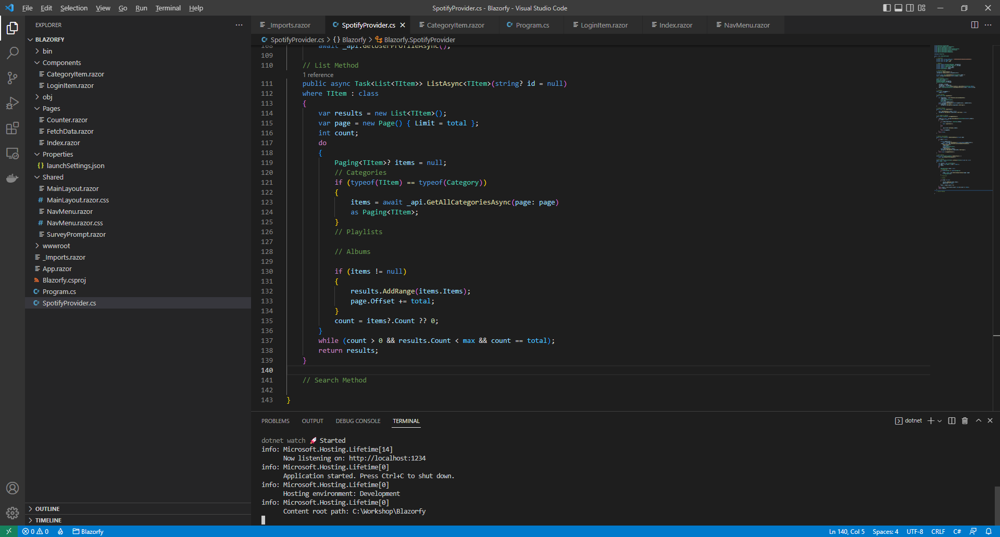 File Edit Selection View Go Run Terminal Help
SpotifyProvider.cs - Blazorfy - Visual Studio Code
EXPLORER
BLAZORFY
bin
Components
CategoryItem.razor
LoginItem.razor
obj
Pages
Counter.razor
FetchData.razor
Index.razor
Properties
{} launchSettings.json
Shared
MainLayout.razor
# MainLayout.razor.css
NavMenu.razor
# NavMenu.razor.css
SurveyPrompt.razor
wwwroot
_Imports.razor
App.razor
Blazorfy.csproj
C# Program.cs
C# SpotifyProvider.cs
OUTLINE
TIMELINE
_Imports.razor C# SpotifyProvider.cs CategoryItem.razor C# Program.cs LoginItem.razor Index.razor NavMenu.razor
C# SpotifyProvider.cs > {} Blazorfy > Blazorfy.SpotifyProvider
108 await _api.GetUserProfileAsync();
109
110 // List Method
1 reference
111 public async Task<List<TItem>> ListAsync<TItem>(string? id = null)
112 where TItem : class
113 {
114 var results = new List<TItem>();
115 var page = new Page() { Limit = total };
116 int count;
117 do
118 {
119 Paging<TItem>? items = null;
120 // Categories
121 if (typeof(TItem) == typeof(Category))
122 {
123 items = await _api.GetAllCategoriesAsync(page: page)
124 as Paging<TItem>;
125 }
126 // Playlists
127
128 // Albums
129
130 if (items != null)
131 {
132 results.AddRange(items.Items);
133 page.Offset += total;
134 }
135 count = items?.Count ?? 0;
136 }
137 while (count > 0 && results.Count < max && count == total);
138 return results;
139 }
140
141 // Search Method
142
143 }
PROBLEMS OUTPUT DEBUG CONSOLE TERMINAL
dotnet
dotnet watch 🚀 Started
info: Microsoft.Hosting.Lifetime[14]
Now listening on: http://localhost:1234
info: Microsoft.Hosting.Lifetime[0]
Application started. Press Ctrl+C to shut down.
info: Microsoft.Hosting.Lifetime[0]
Hosting environment: Development
info: Microsoft.Hosting.Lifetime[0]
Content root path: C:\Workshop\Blazorfy
0 0 Blazorfy
Ln 140, Col 5 Spaces: 4 UTF-8 CRLF C#